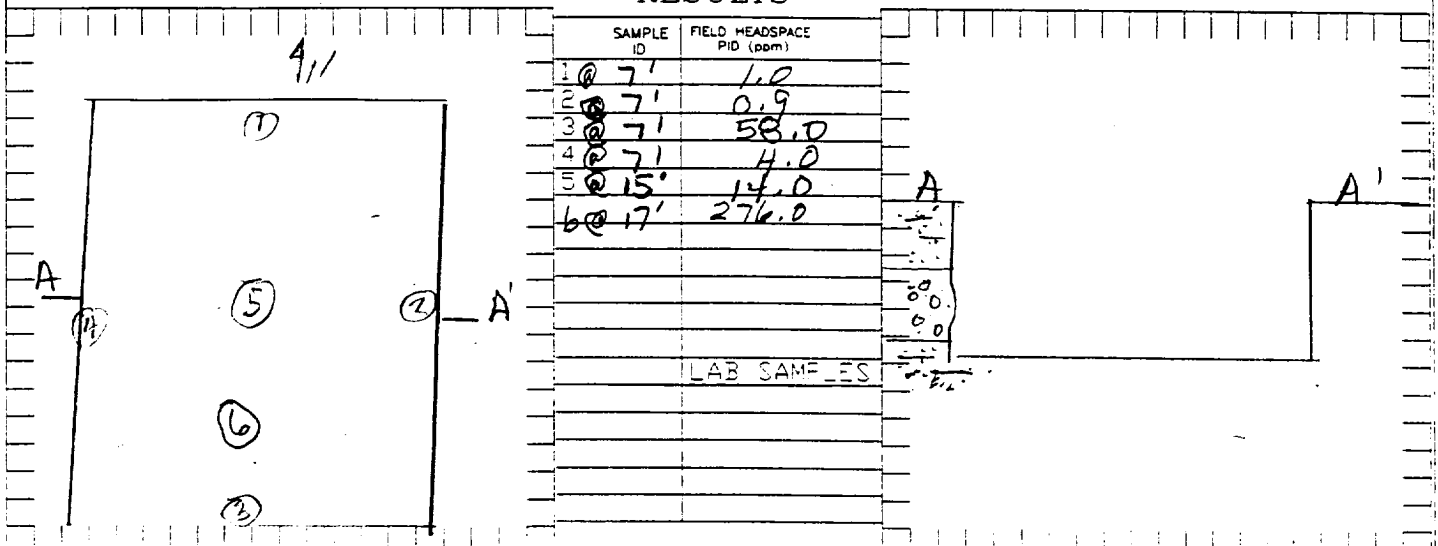 RESULTS
SAMPLE ID
FIELD HEADSPACE PID (ppm)
1 @ 7' 1.0
2 @ 7' 0.9
3 @ 7' 58.0
4 @ 7' 4.0
5 @ 15' 14.0
6 @ 17' 276.0
LAB SAMPLES
1
A
5
2
A'
4
6
3
A
A'